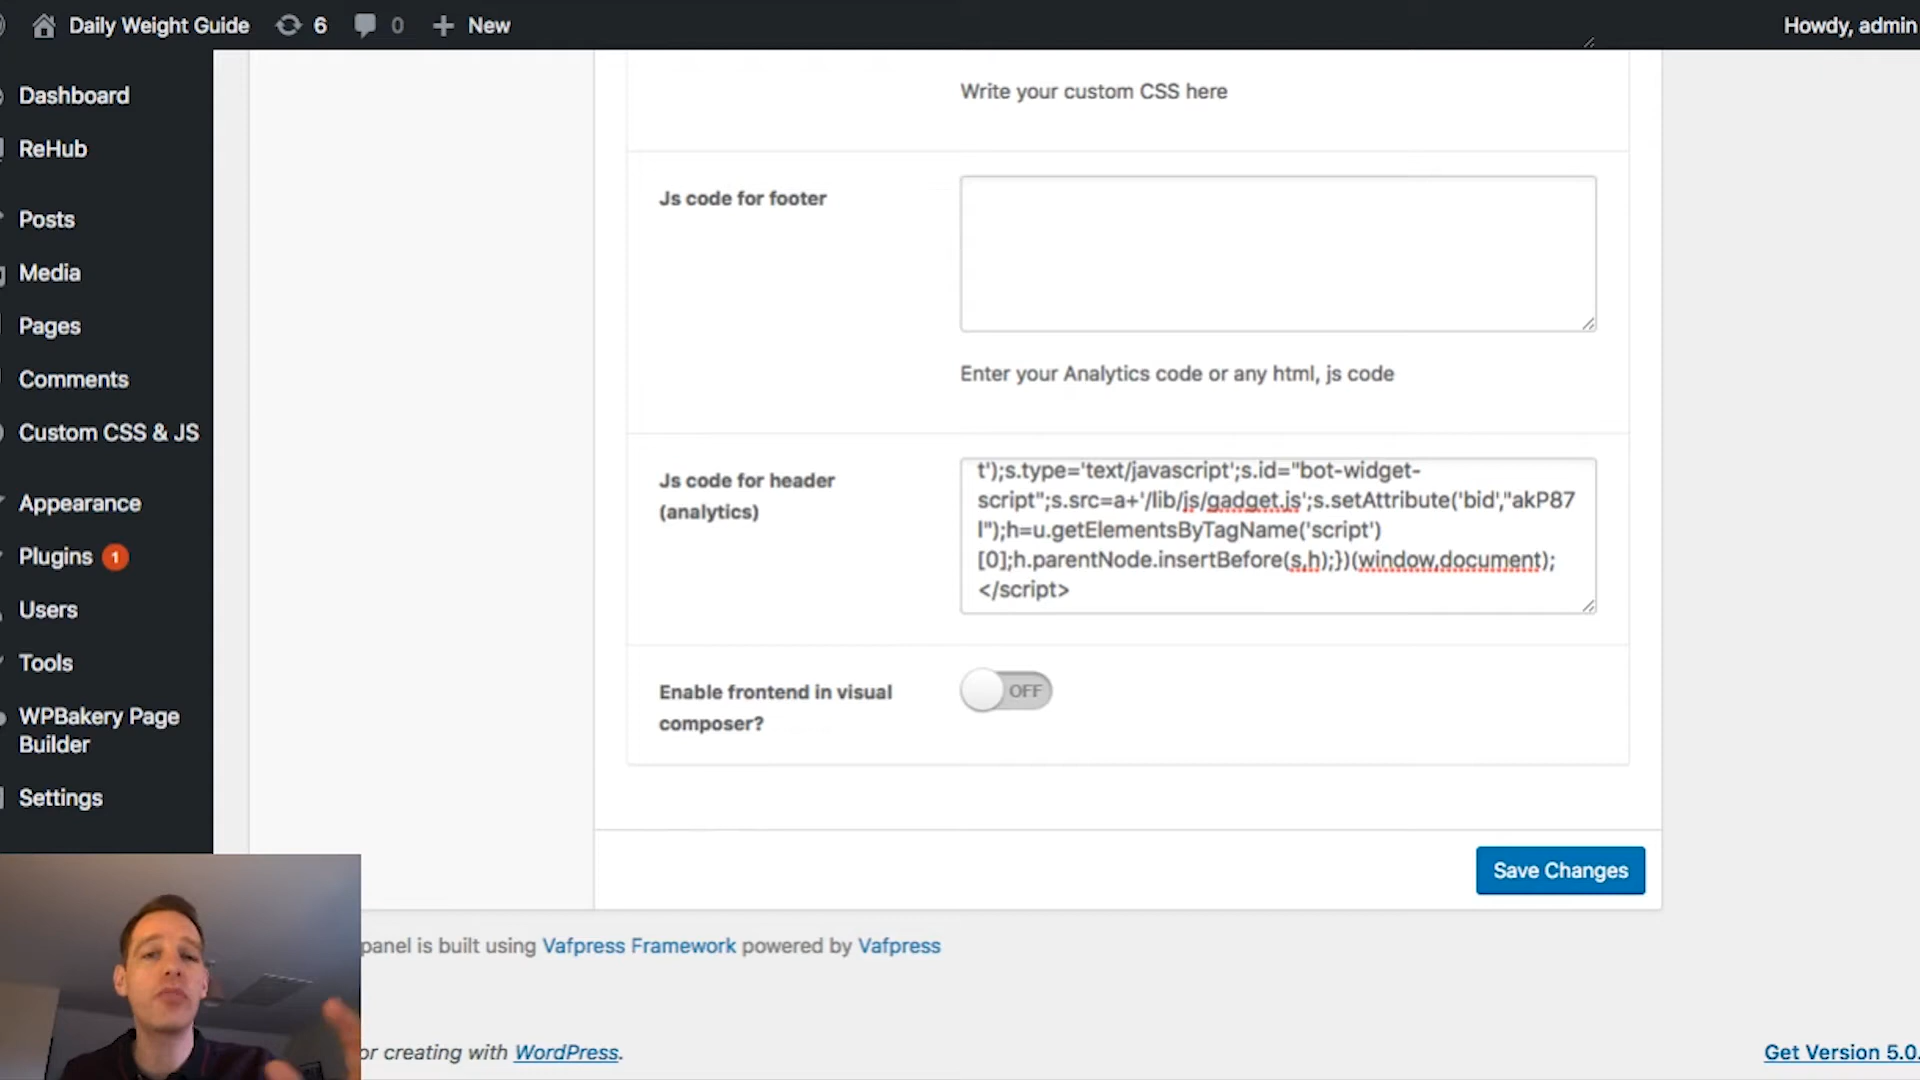 Daily Weight Guide 6 0 + New Howdy, admin
Dashboard
ReHub
Posts
Media
Pages
Comments
Custom CSS & JS
Appearance
Plugins 1
Users
Tools
WPBakery Page
Builder
Settings
Write your custom CSS here
Js code for footer
Enter your Analytics code or any html, js code
Js code for header
(analytics)
t');s.type='text/javascript';s.id="bot-widget-
script";s.src=a+'/lib/js/gadget.js';s.setAttribute('bid',"akP87
l");h=u.getElementsByTagName('script')
[0];h.parentNode.insertBefore(s,h);})(window,document);
</script>
Enable frontend in visual
composer?
OFF
Save Changes
panel is built using Vafpress Framework powered by Vafpress
or creating with WordPress.
Get Version 5.0.